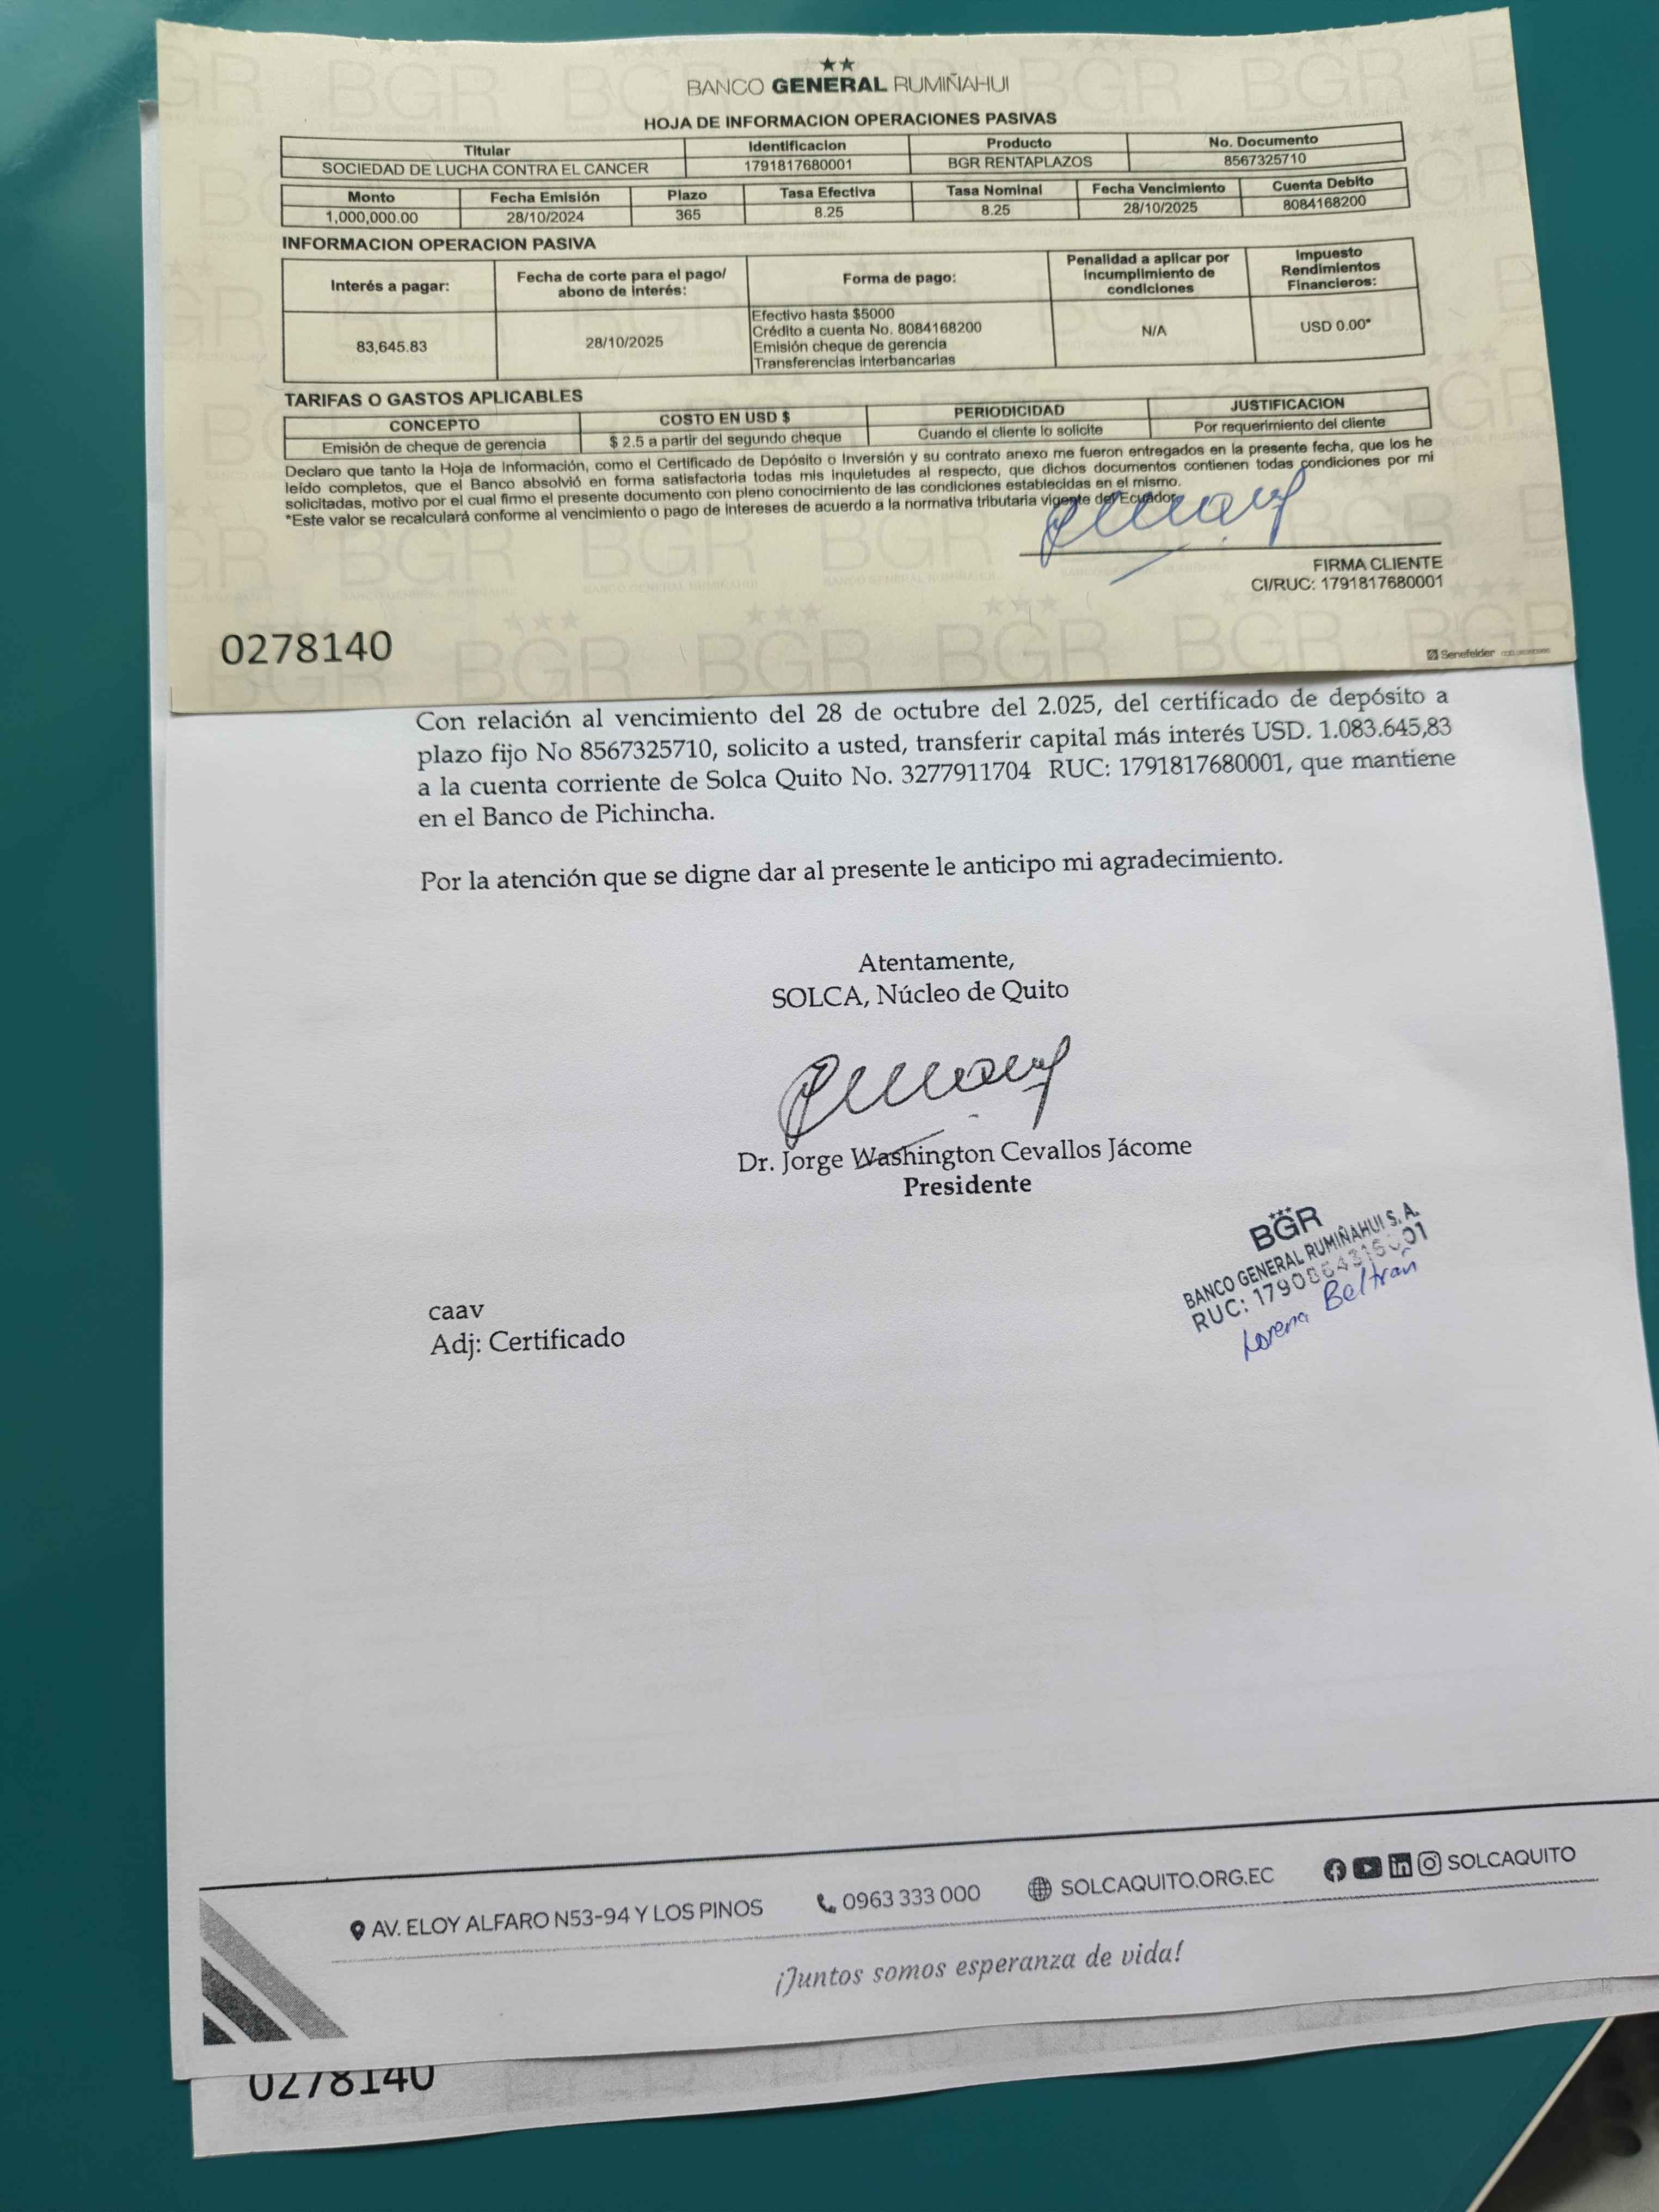 BANCO GENERAL RUMIÑAHUI
HOJA DE INFORMACION OPERACIONES PASIVAS
Titular Identificacion Producto No. Documento
SOCIEDAD DE LUCHA CONTRA EL CANCER 1791817680001 BGR RENTAPLAZOS 8567325710
Monto Fecha Emisión Plazo Tasa Efectiva Tasa Nominal Fecha Vencimiento Cuenta Debito
1,000,000.00 28/10/2024 365 8.25 8.25 28/10/2025 8084168200
INFORMACION OPERACION PASIVA
Interés a pagar:
Fecha de corte para el pago/
abono de interés:
Forma de pago:
Penalidad a aplicar por
Incumplimiento de
condiciones
Impuesto
Rendimientos
Financieros:
83,645.83
28/10/2025
Efectivo hasta $5000
Crédito a cuenta No. 8084168200
Emisión cheque de gerencia
Transferencias interbancarias
N/A
USD 0.00*
TARIFAS O GASTOS APLICABLES
CONCEPTO COSTO EN USD $ PERIODICIDAD JUSTIFICACION
Emisión de cheque de gerencia $ 2.5 a partir del segundo cheque Cuando el cliente lo solicite Por requerimiento del cliente
Declaro que tanto la Hoja de Información, como el Certificado de Depósito o Inversión y su contrato anexo me fueron entregados en la presente fecha, que los he
leído completos, que el Banco absolvió en forma satisfactoria todas mis inquietudes al respecto, que dichos documentos contienen todas condiciones por mi
solicitadas, motivo por el cual firmo el presente documento con pleno conocimiento de las condiciones establecidas en el mismo.
*Este valor se recalculará conforme al vencimiento o pago de intereses de acuerdo a la normativa tributaria vigente del Ecuador.
FIRMA CLIENTE
CI/RUC: 1791817680001
0278140
Senefelder
Con relación al vencimiento del 28 de octubre del 2.025, del certificado de depósito a
plazo fijo No 8567325710, solicito a usted, transferir capital más interés USD. 1.083.645,83
a la cuenta corriente de Solca Quito No. 3277911704 RUC: 1791817680001, que mantiene
en el Banco de Pichincha.
Por la atención que se digne dar al presente le anticipo mi agradecimiento.
Atentamente,
SOLCA, Núcleo de Quito
Dr. Jorge Washington Cevallos Jácome
Presidente
BGR
BANCO GENERAL RUMIÑAHUI S. A.
RUC:
Lorena Beltrán
caav
Adj: Certificado
AV. ELOY ALFARO N53-94 Y LOS PINOS 0963 333 000 SOLCAQUITO.ORG.EC SOLCAQUITO
¡Juntos somos esperanza de vida!
0278140